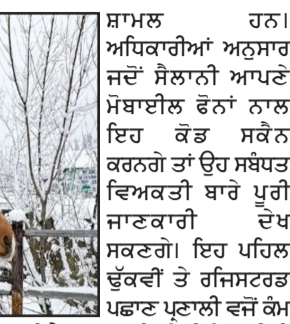 ਸ਼ਾਮਲ ਹਨ।
ਅਧਿਕਾਰੀਆਂ ਅਨੁਸਾਰ
ਜਦੋਂ ਸੈਲਾਨੀ ਆਪਣੇ
ਮੋਬਾਈਲ ਫੋਨਾਂ ਨਾਲ
ਇਹ ਕੋਡ ਸਕੈਨ
ਕਰਨਗੇ ਤਾਂ ਉਹ ਸਬੰਧਤ
ਵਿਅਕਤੀ ਬਾਰੇ ਪੂਰੀ
ਜਾਣਕਾਰੀ ਦੇਖ
ਸਕਣਗੇ। ਇਹ ਪਹਿਲ
ਢੁੱਕਵੀਂ ਤੇ ਰਜਿਸਟਰਡ
ਪਛਾਣ ਪ੍ਰਣਾਲੀ ਵਜੋਂ ਕੰਮ